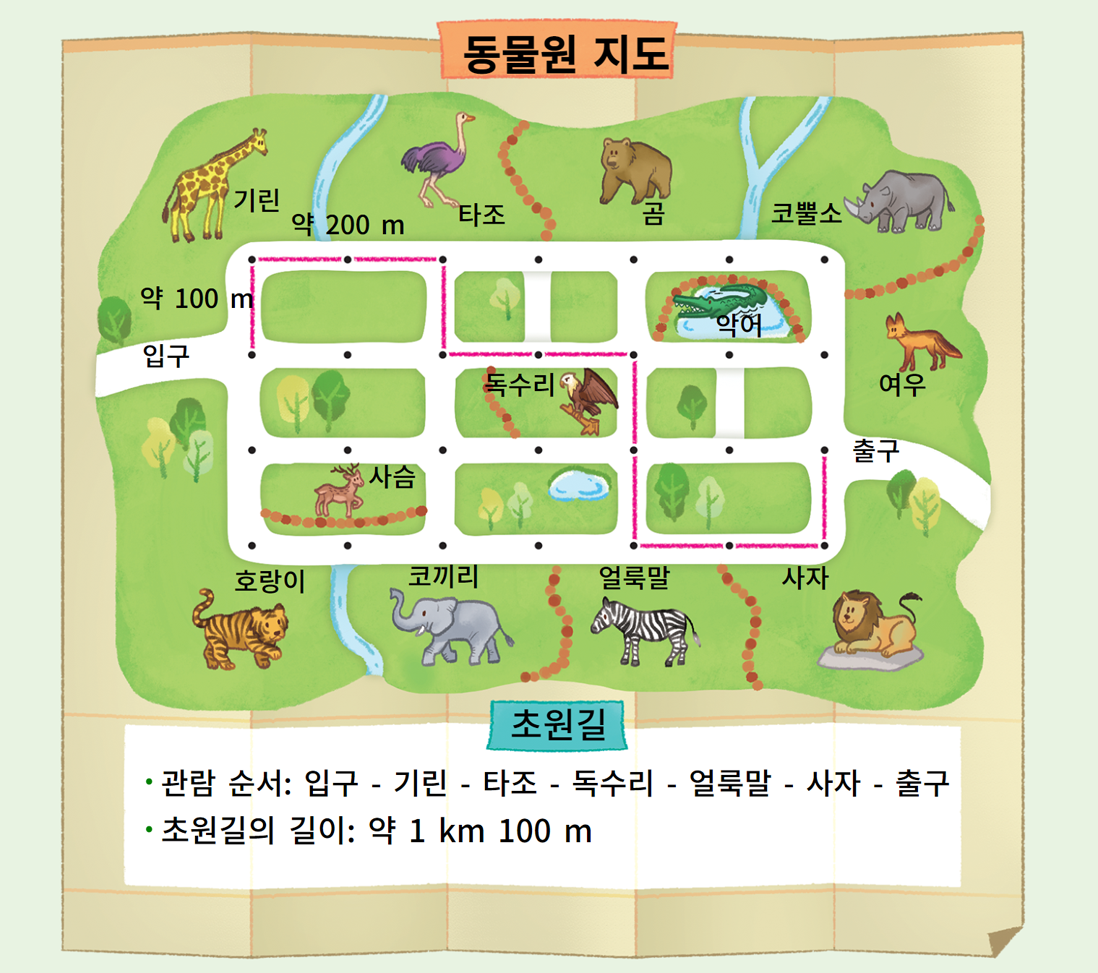 동물원 지도
기린
약 200 m
타조
곰
코뿔소
약 100 m
악어
입구
독수리
여우
출구
사슴
호랑이
코끼리
얼룩말
사자
초원길
• 관람 순서: 입구 - 기린 - 타조 - 독수리 - 얼룩말 - 사자 - 출구
• 초원길의 길이: 약 1 km 100 m